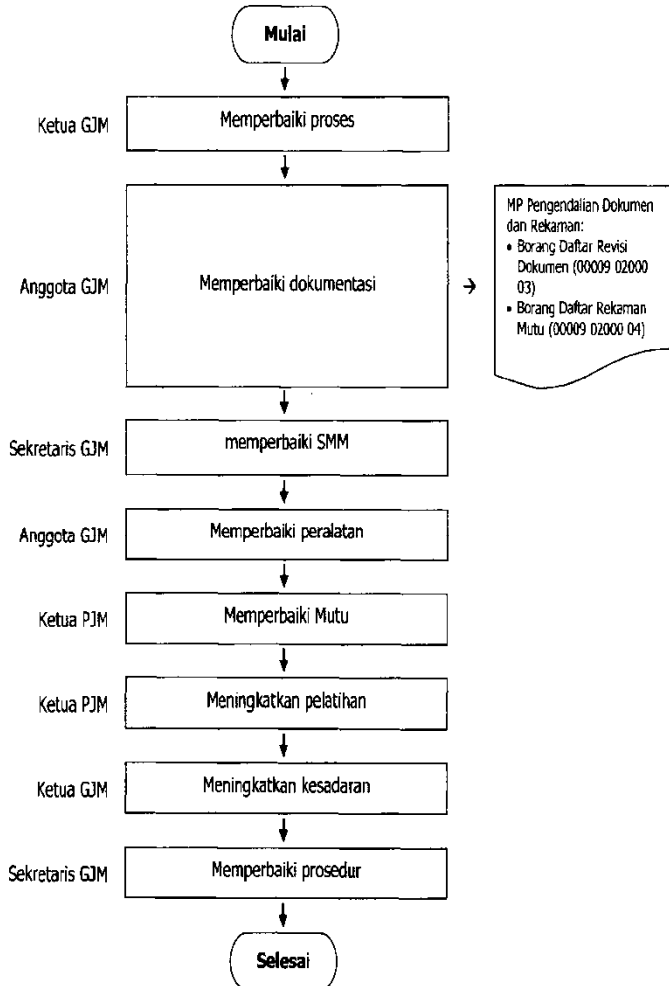 Mulai
Ketua GJM
Memperbaiki proses
Anggota GJM
Memperbaiki dokumentasi
→
MP Pengendalian Dokumen
dan Rekaman:
• Borang Daftar Revisi
Dokumen (00009 02000
03)
• Borang Daftar Rekaman
Mutu (00009 02000 04)
Sekretaris GJM
memperbaiki SMM
Anggota GJM
Memperbaiki peralatan
Ketua PJM
Memperbaiki Mutu
Ketua PJM
Meningkatkan pelatihan
Ketua GJM
Meningkatkan kesadaran
Sekretaris GJM
Memperbaiki prosedur
Selesai